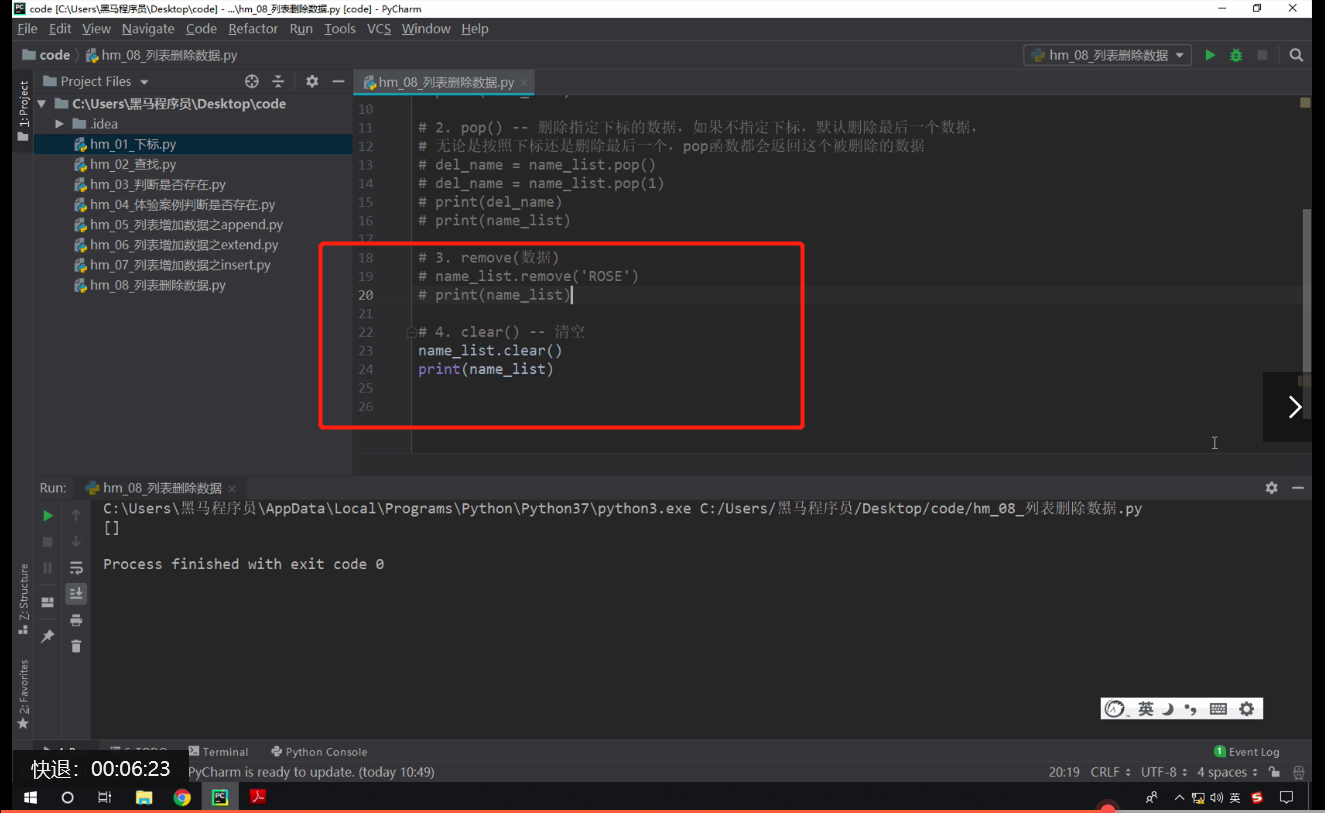 code [C:\Users\黑马程序员\Desktop\code] - ...\hm_08_列表删除数据.py [code] - PyCharm
File Edit View Navigate Code Refactor Run Tools VCS Window Help
code hm_08_列表删除数据.py
hm_08_列表删除数据
1: Project
Project Files
hm_08_列表删除数据.py
C:\Users\黑马程序员\Desktop\code
.idea
hm_01_下标.py
hm_02_查找.py
hm_03_判断是否存在.py
hm_04_体验案例判断是否存在.py
hm_05_列表增加数据之append.py
hm_06_列表增加数据之extend.py
hm_07_列表增加数据之insert.py
hm_08_列表删除数据.py
10
11 # 2. pop() -- 删除指定下标的数据，如果不指定下标，默认删除最后一个数据，
12 # 无论是按照下标还是删除最后一个，pop函数都会返回这个被删除的数据
13 # del_name = name_list.pop()
14 # del_name = name_list.pop(1)
15 # print(del_name)
16 # print(name_list)
17
18 # 3. remove(数据)
19 # name_list.remove('ROSE')
20 # print(name_list)
21
22 # 4. clear() -- 清空
23 name_list.clear()
24 print(name_list)
25
26
Run: hm_08_列表删除数据
C:\Users\黑马程序员\AppData\Local\Programs\Python\Python37\python3.exe C:/Users/黑马程序员/Desktop/code/hm_08_列表删除数据.py
[]
Process finished with exit code 0
Z: Structure
2: Favorites
英
Terminal Python Console
1 Event Log
快退：00:06:23
PyCharm is ready to update. (today 10:49)
20:19 CRLF UTF-8 4 spaces
英